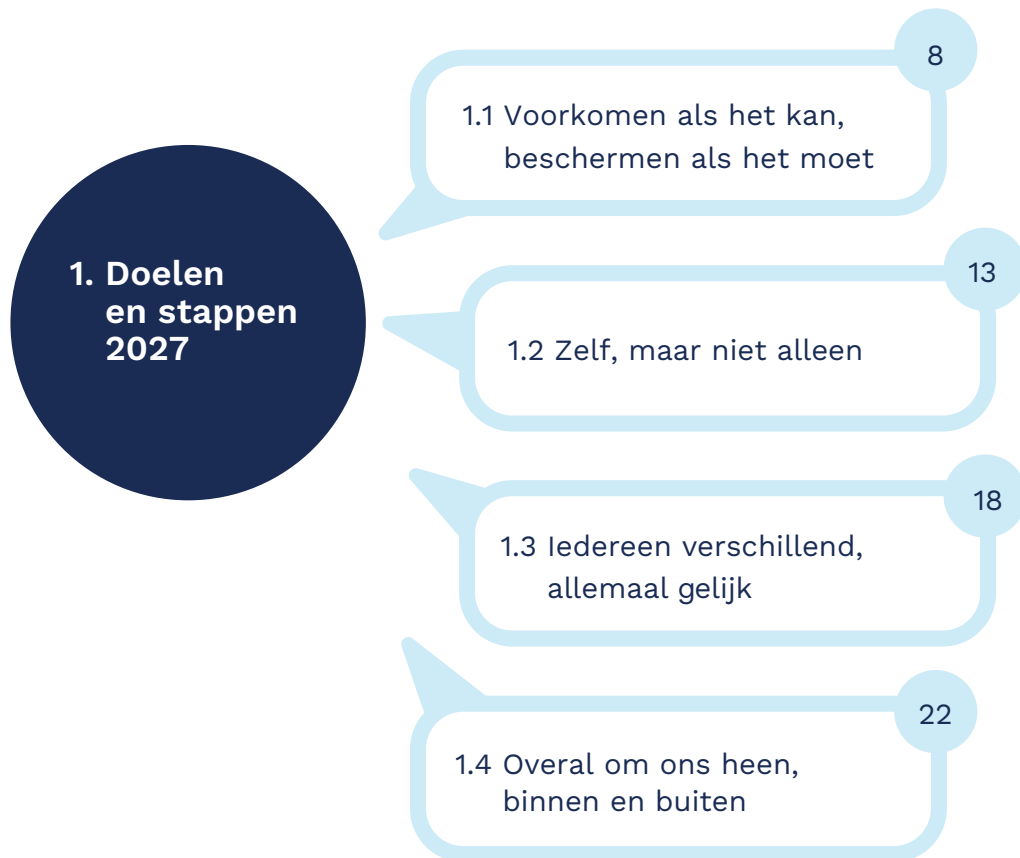 1. Doelen
en stappen
2027
8
1.1 Voorkomen als het kan,
beschermen als het moet
13
1.2 Zelf, maar niet alleen
18
1.3 Iedereen verschillend,
allemaal gelijk
22
1.4 Overal om ons heen,
binnen en buiten